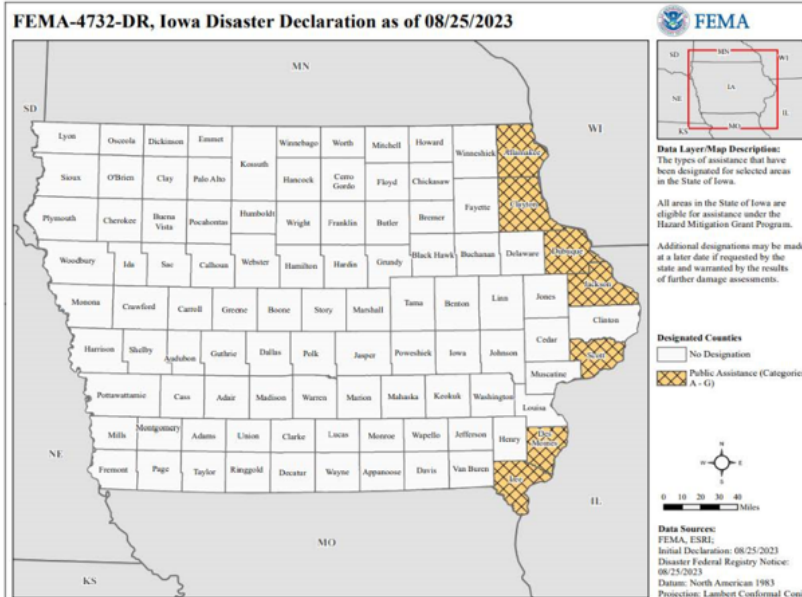 FEMA-4732-DR, Iowa Disaster Declaration as of 08/25/2023
FEMA
MN
SD
WI
NE
IL
MO
KS
Lyon Osceola Dickinson Emmet Kossuth Winnebago Worth Mitchell Howard Winneshiek Allamakee
Sioux O'Brien Clay Palo Alto Hancock Cerro Gordo Floyd Chickasaw Fayette Clayton
Plymouth Cherokee Buena Vista Pocahontas Humboldt Wright Franklin Butler Bremer
Woodbury Ida Sac Calhoun Webster Hamilton Hardin Grundy Black Hawk Buchanan Delaware Dubuque
Monona Crawford Carroll Greene Boone Story Marshall Tama Benton Linn Jones Jackson
Clinton
Harrison Shelby Audubon Guthrie Dallas Polk Jasper Poweshiek Iowa Johnson Cedar Scott
Muscatine
Pottawattamie Cass Adair Madison Warren Marion Mahaska Keokuk Washington Louisa
Mills Montgomery Adams Union Clarke Lucas Monroe Wapello Jefferson Henry Des Moines
Fremont Page Taylor Ringgold Decatur Wayne Appanoose Davis Van Buren Lee
SD MN WI
NE IA IL
KS MO
Data Layer/Map Description:
The types of assistance that have
been designated for selected areas
in the State of Iowa.
All areas in the State of Iowa are
eligible for assistance under the
Hazard Mitigation Grant Program.
Additional designations may be made
at a later date if requested by the
state and warranted by the results
of further damage assessments.
Designated Counties
No Designation
Public Assistance (Categories
A - G)
N
W E
S
0 10 20 30 40
Miles
Data Sources:
FEMA, ESRI;
Initial Declaration: 08/25/2023
Disaster Federal Registry Notice:
08/25/2023
Datum: North American 1983
Projection: Lambert Conformal Coni